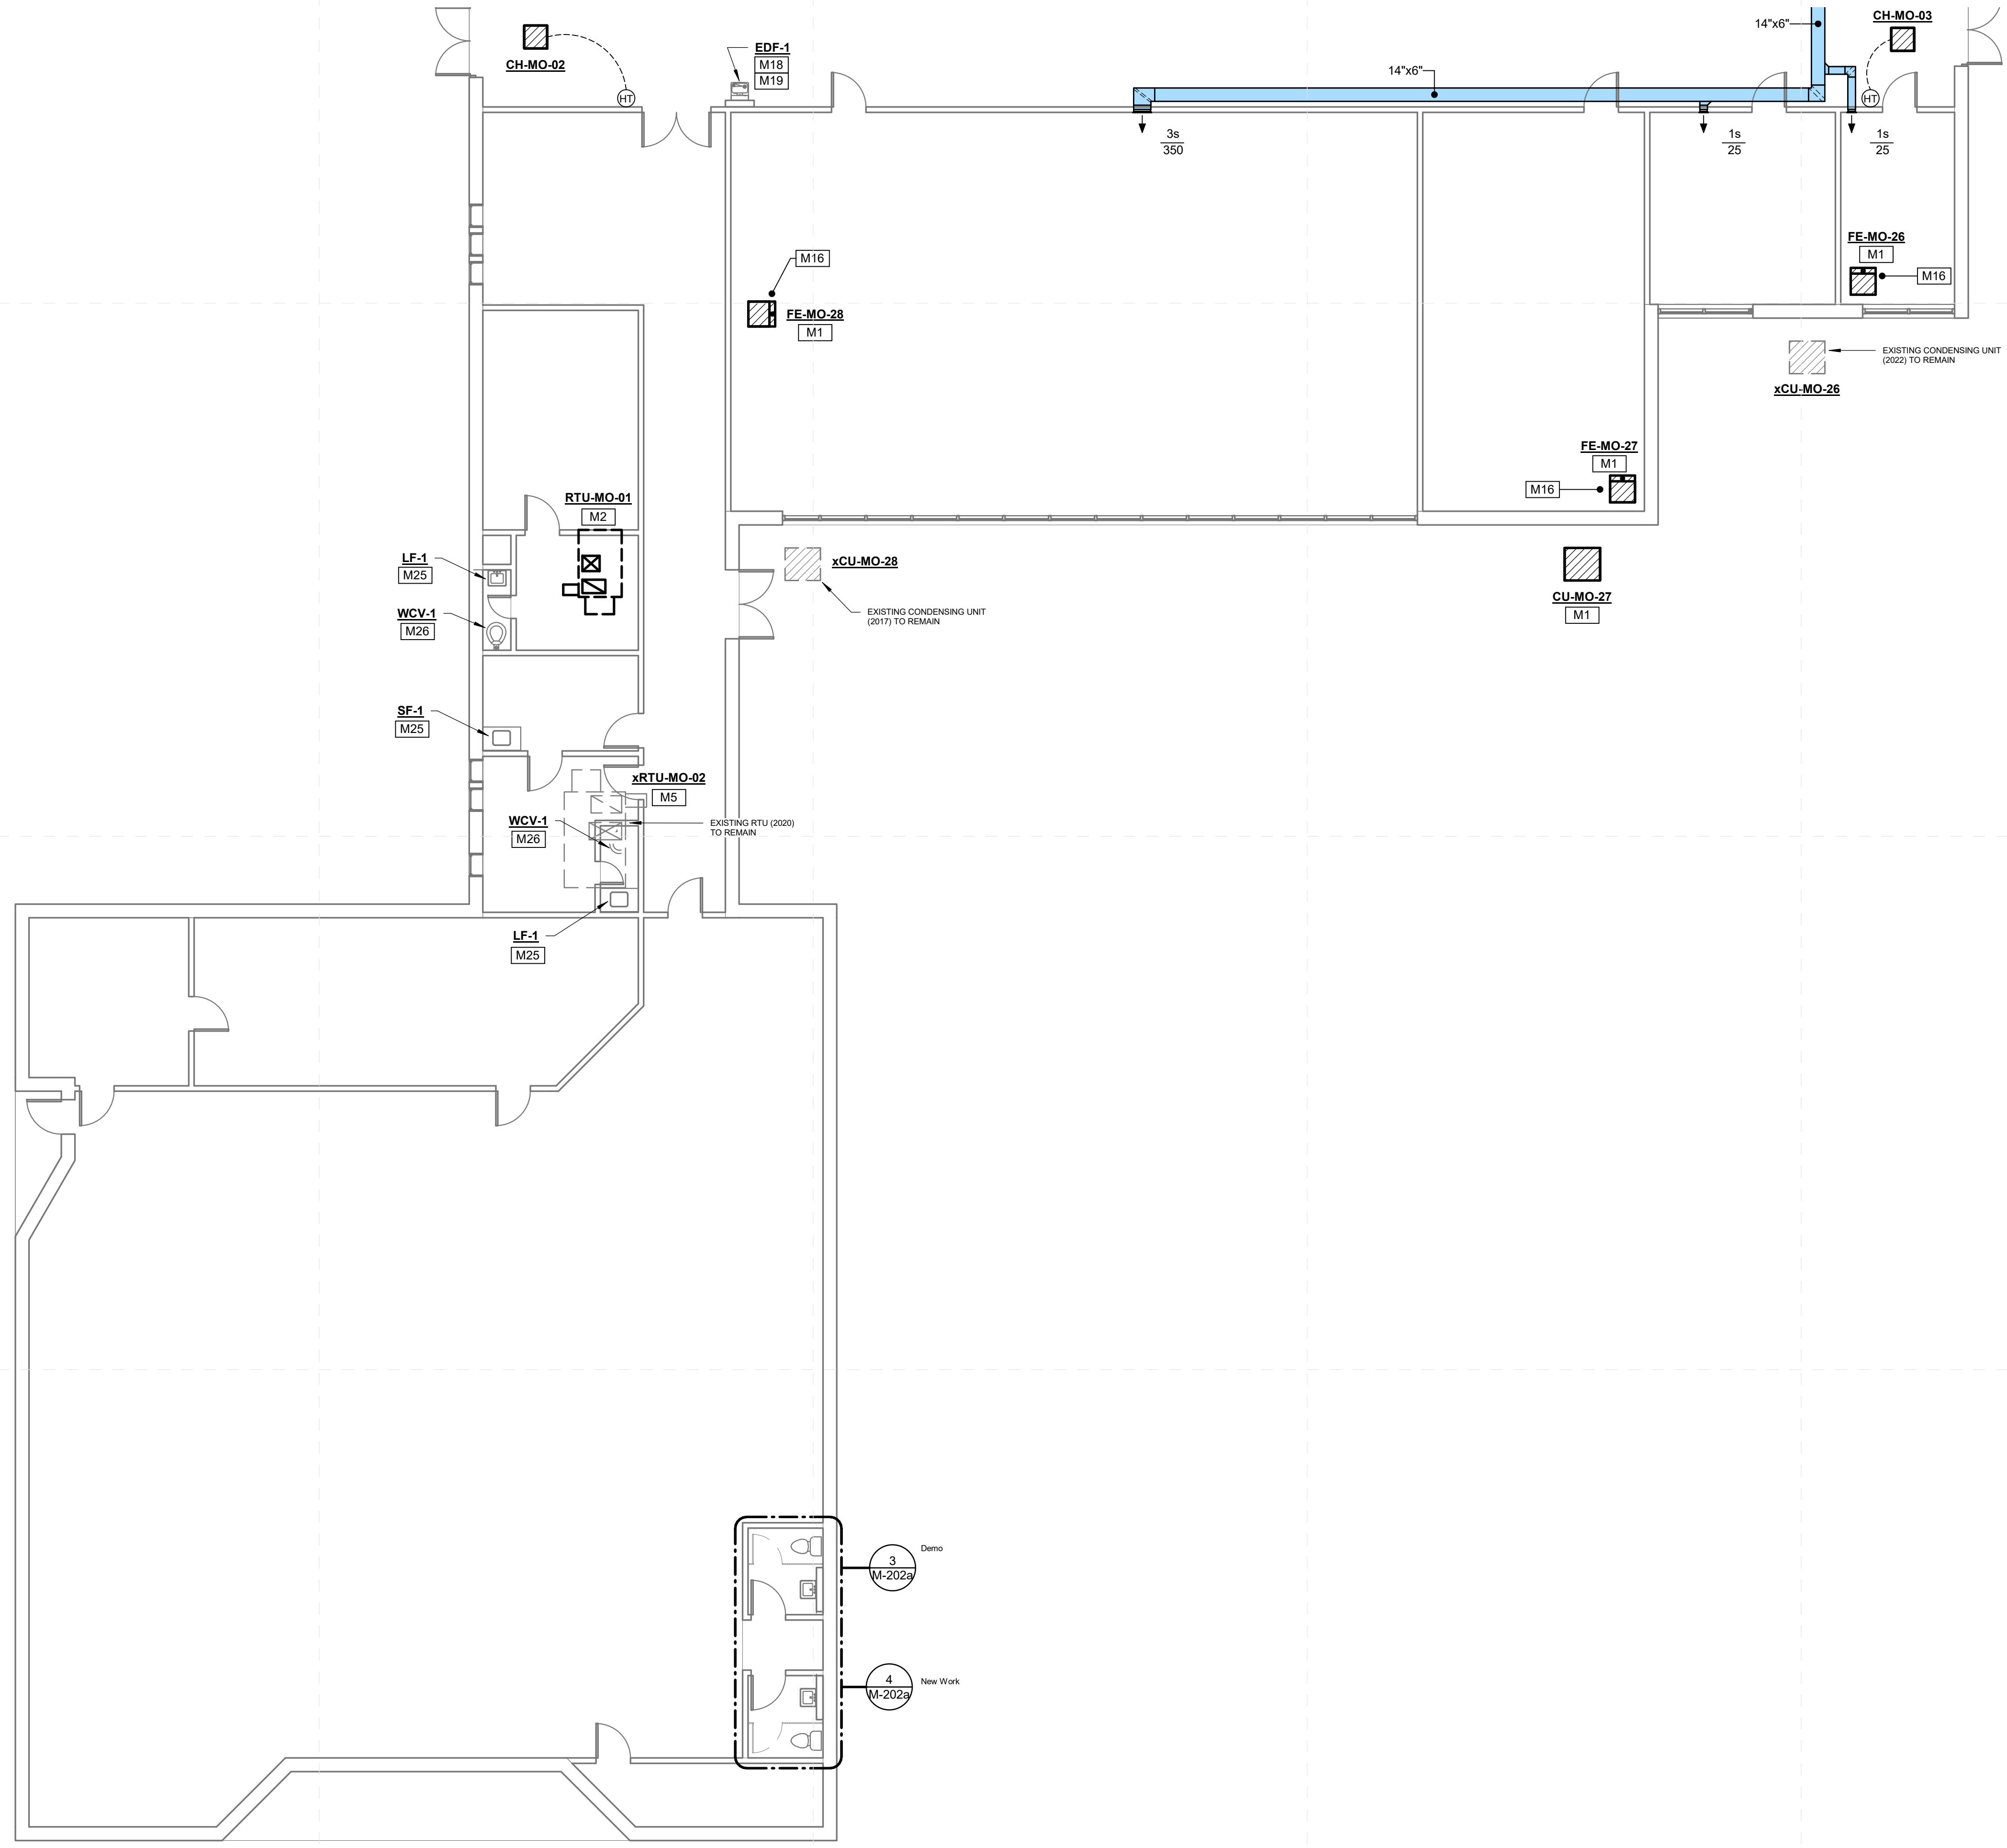 14"x6"
CH-MO-03
CH-MO-02
HT
EDF-1
M18
M19
14"x6"
HT
3s
350
1s
25
1s
25
M16
FE-MO-28
M1
FE-MO-26
M1
M16
EXISTING CONDENSING UNIT
(2022) TO REMAIN
xCU-MO-26
FE-MO-27
M1
M16
RTU-MO-01
M2
LF-1
M25
WCV-1
M26
xCU-MO-28
EXISTING CONDENSING UNIT
(2017) TO REMAIN
CU-MO-27
M1
SF-1
M25
xRTU-MO-02
M5
WCV-1
M26
EXISTING RTU (2020)
TO REMAIN
LF-1
M25
3
M-202a
Demo
4
M-202a
New Work